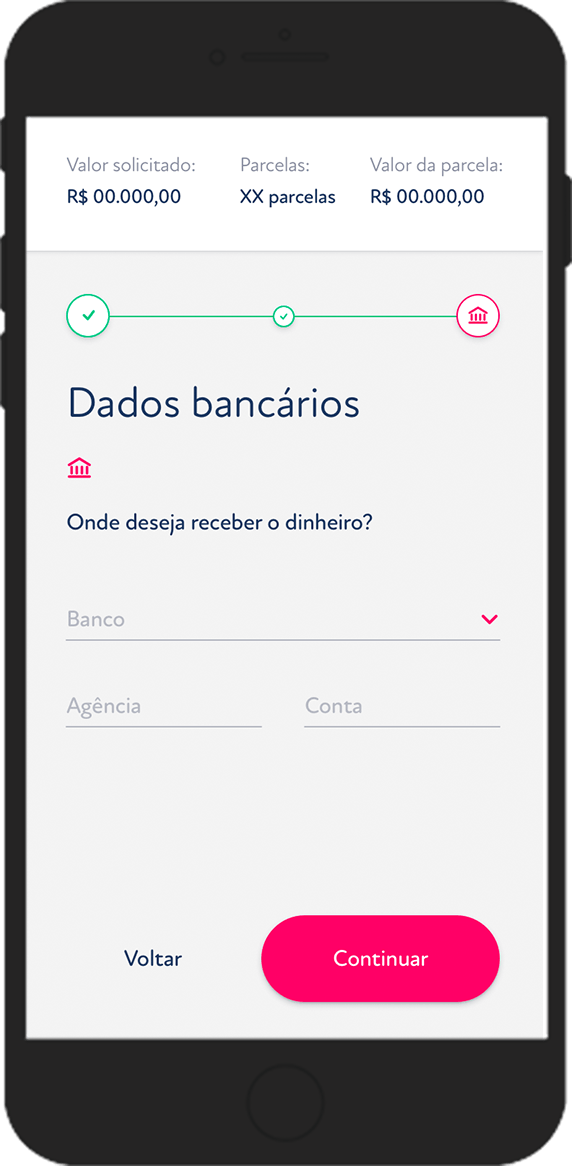 Valor solicitado: Parcelas: Valor da parcela:
R$ 00.000,00 XX parcelas R$ 00.000,00
Dados bancários
Onde deseja receber o dinheiro?
Banco
Agência Conta
Voltar Continuar